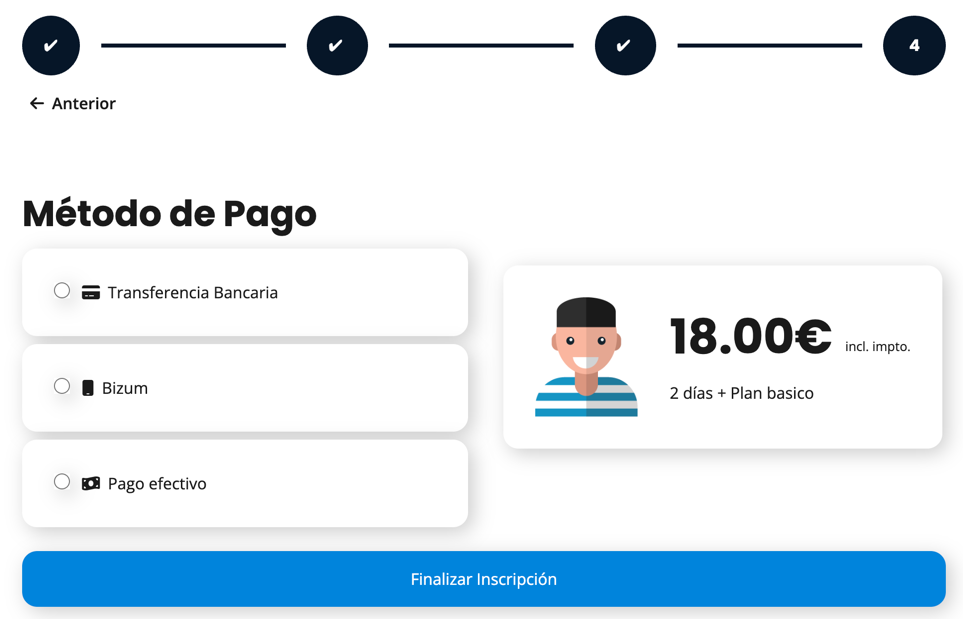 ✔ ✔ ✔ 4
← Anterior
Método de Pago
Transferencia Bancaria
Bizum
Pago efectivo
18.00€ incl. impto.
2 días + Plan basico
Finalizar Inscripción